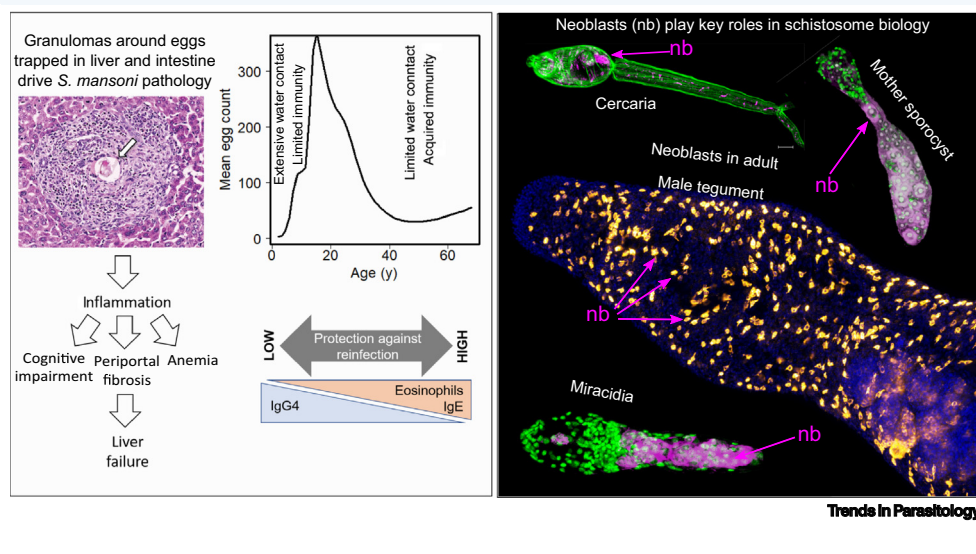 Granulomas around eggs
trapped in liver and intestine
drive S. mansoni pathology
Inflammation
Cognitive
impairment
Periportal
fibrosis
Anemia
Liver
failure
Mean egg count
300
200
100
0
Extensive water contact
Limited immunity
Limited water conntact
Acquired immunity
0
20
40
60
Age (y)
LOW
Protection against
reinfection
HIGH
IgG4
Eosinophils
IgE
Neoblasts (nb) play key roles in schistosome biology
nb
Cercaria
Mother sporocyst
nb
Neoblasts in adult
Male tegument
nb
Miracidia
nb
Trends in Parasitology